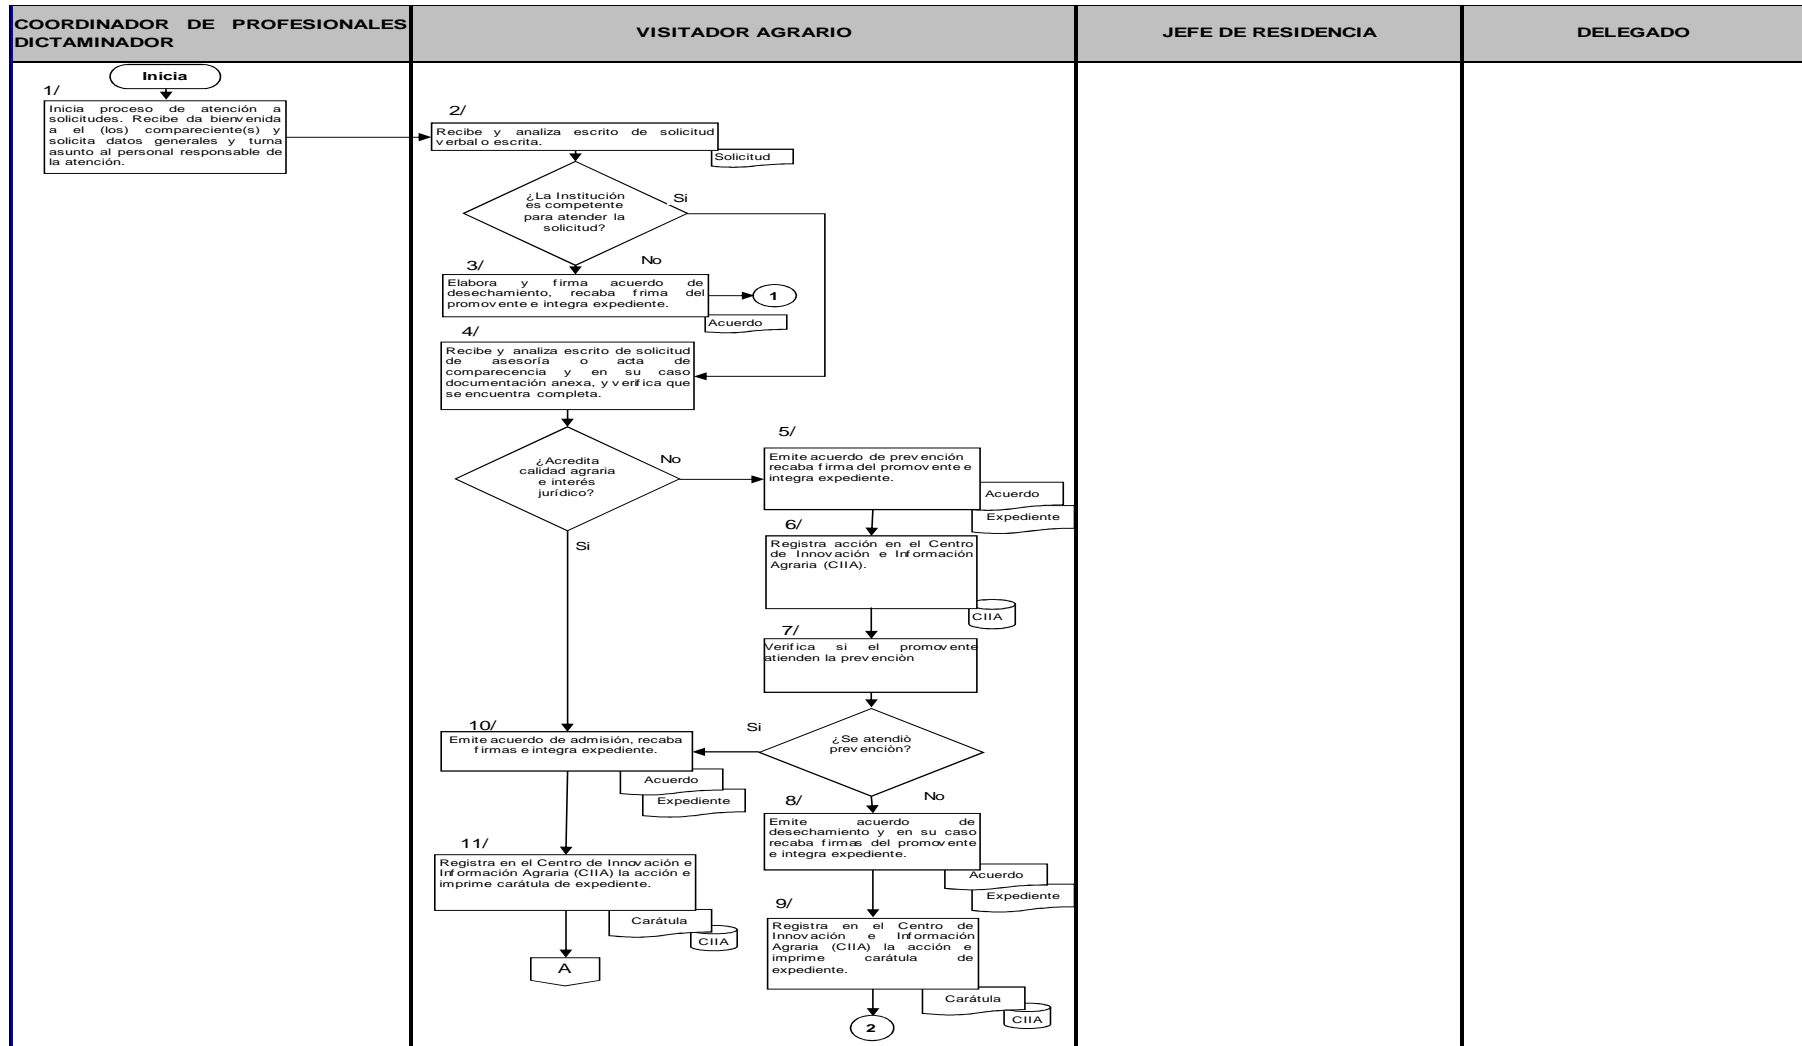 COORDINADOR DE PROFESIONALES
DICTAMINADOR
VISITADOR AGRARIO
JEFE DE RESIDENCIA
DELEGADO
Inicia
1/
Inicia proceso de atención a
solicitudes. Recibe da bienvenida
a el (los) compareciente(s) y
solicita datos generales y turna
asunto al personal responsable de
la atención.
2/
Recibe y analiza escrito de solicitud
verbal o escrita.
Solicitud
¿La Institución
es competente
para atender la
solicitud?
Si
No
3/
Elabora y firma acuerdo de
desechamiento, recaba frima del
promovente e integra expediente.
1
Acuerdo
4/
Recibe y analiza escrito de solicitud
de asesoría o acta de
comparecencia y en su caso
documentación anexa, y verifica que
se encuentra completa.
¿Acredita
calidad agraria
e interés
jurídico?
No
Si
5/
Emite acuerdo de prevención
recaba firma del promovente e
integra expediente.
Acuerdo
Expediente
6/
Registra acción en el Centro
de Innovación e Información
Agraria (CIIA).
CIIA
7/
Verifica si el promovente
atienden la prevenciòn
¿Se atendiò
prevenciòn?
Si
No
10/
Emite acuerdo de admisión, recaba
firmas e integra expediente.
Acuerdo
Expediente
8/
Emite acuerdo de
desechamiento y en su caso
recaba firmas del promovente
e integra expediente.
Acuerdo
Expediente
11/
Registra en el Centro de Innovación e
Información Agraria (CIIA) la acción e
imprime carátula de expediente.
Carátula
CIIA
A
9/
Registra en el Centro de
Innovación e Información
Agraria (CIIA) la acción e
imprime carátula de
expediente.
Carátula
CIIA
2